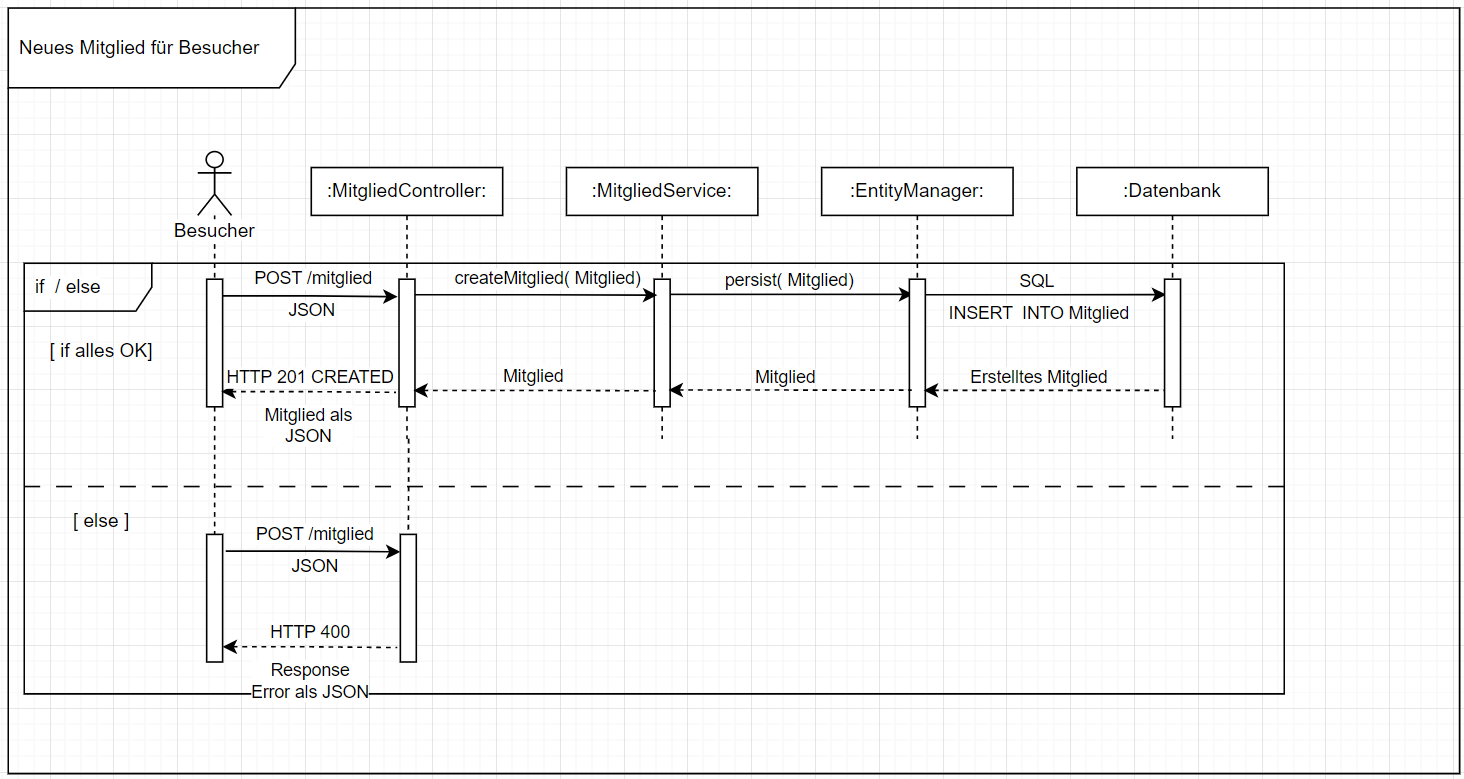 Neues Mitglied für Besucher
Besucher
:MitgliedController:
:MitgliedService:
:EntityManager:
:Datenbank
if / else
[ if alles OK]
POST /mitglied
JSON
createMitglied( Mitglied)
persist( Mitglied)
SQL
INSERT INTO Mitglied
HTTP 201 CREATED
Mitglied als
JSON
Mitglied
Mitglied
Erstelltes Mitglied
[ else ]
POST /mitglied
JSON
HTTP 400
Response
Error als JSON